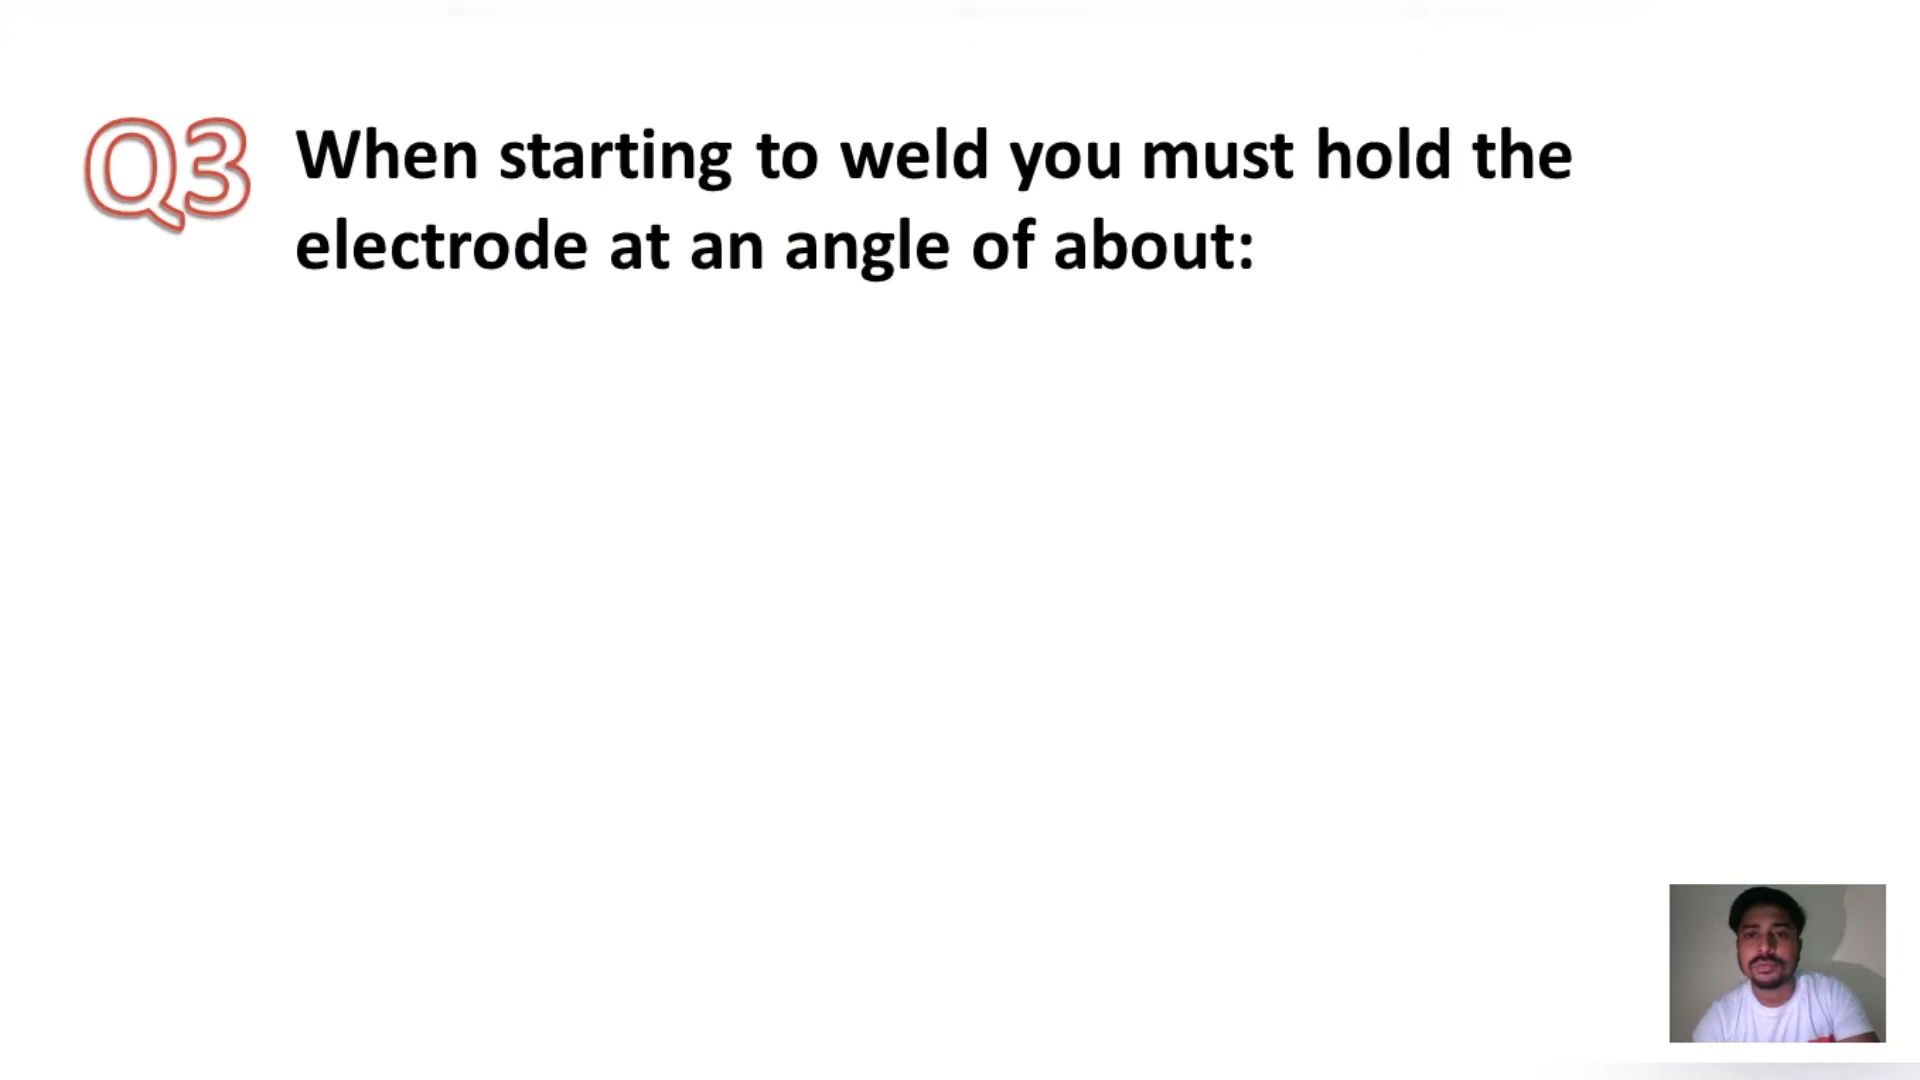 Q3 When starting to weld you must hold the
electrode at an angle of about: